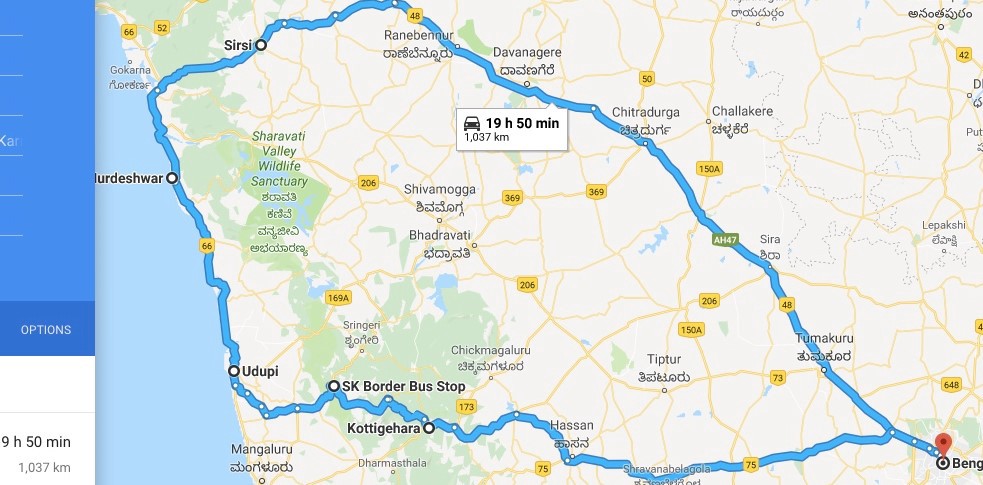 66
52
48
ರಾಯದುರ್ಗಂ
ಅನಂತಪುರಂ
Sirsi
Ranebennur
ರಾಣೆಬೆನ್ನೂರು
Davanagere
ದಾವಣಗೆರೆ
42
Gokarna
ಗೋಕರ್ಣ
50
Chitradurga
ಚಿತ್ರದುರ್ಗ
Challakere
ಚಳ್ಳಕೆರೆ
19 h 50 min
1,037 km
Sharavati
Valley
Wildlife
Sanctuary
ಶರಾವತಿ
ಕಣಿವೆ
ವನ್ಯಜೀವಿ
ಅಭಯಾರಣ್ಯ
150A
206
Murdeshwar
Shivamogga
ಶಿವಮೊಗ್ಗ
369
369
Bhadravati
ಭದ್ರಾವತಿ
66
AH47
Sira
ಶಿರಾ
Lepakshi
ಲೇಪಾಕ್ಷಿ
206
169A
206
48
OPTIONS
Sringeri
ಶೃಂಗೇರಿ
150A
Tumakuru
ತುಮಕೂರ
Chickmagaluru
ಚಿಕ್ಕಮಗಳೂರ
Tiptur
ತಿಪಟೂರು
Udupi
SK Border Bus Stop
73
648
173
Kottigehara
Hassan
ಹಾಸನ
9 h 50 min
1,037 km
Mangaluru
ಮಂಗಳೂರು
Dharmasthala
75
Shravanabelagola
75
Beng